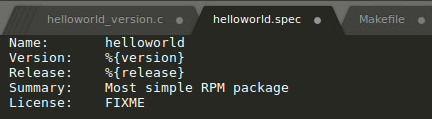 helloworld_version.c helloworld.spec Makefile
Name: helloworld
Version: %{version}
Release: %{release}
Summary: Most simple RPM package
License: FIXME